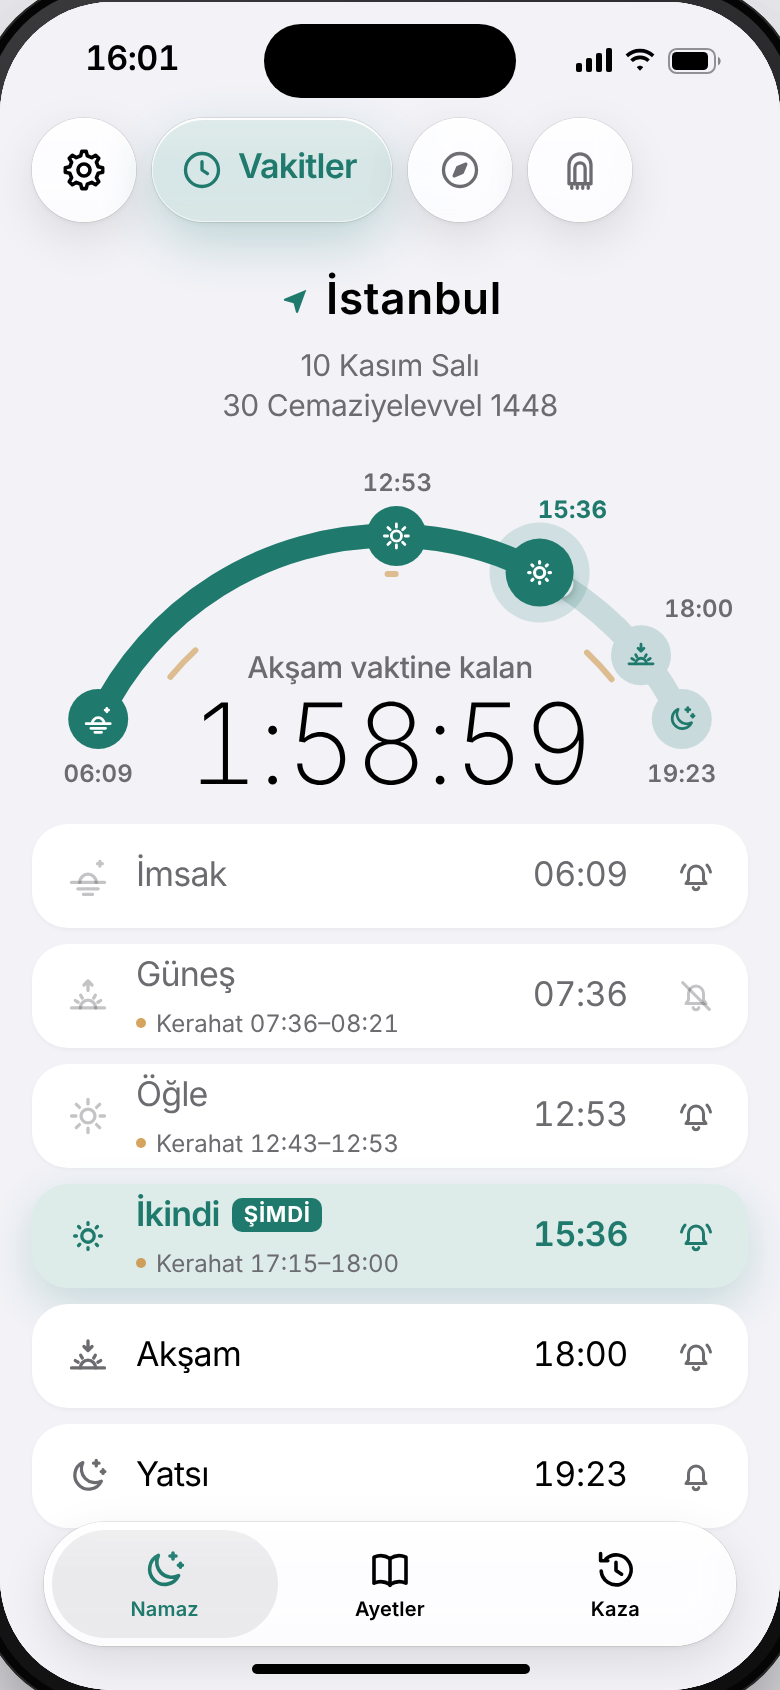 16:01
Vakitler
İstanbul
10 Kasım Salı
30 Cemaziyelevvel 1448
12:53
15:36
18:00
Akşam vaktine kalan
1:58:59
06:09
19:23
İmsak 06:09
Güneş 07:36
Kerahat 07:36–08:21
Öğle 12:53
Kerahat 12:43–12:53
İkindi ŞİMDİ 15:36
Kerahat 17:15–18:00
Akşam 18:00
Yatsı 19:23
Namaz Ayetler Kaza